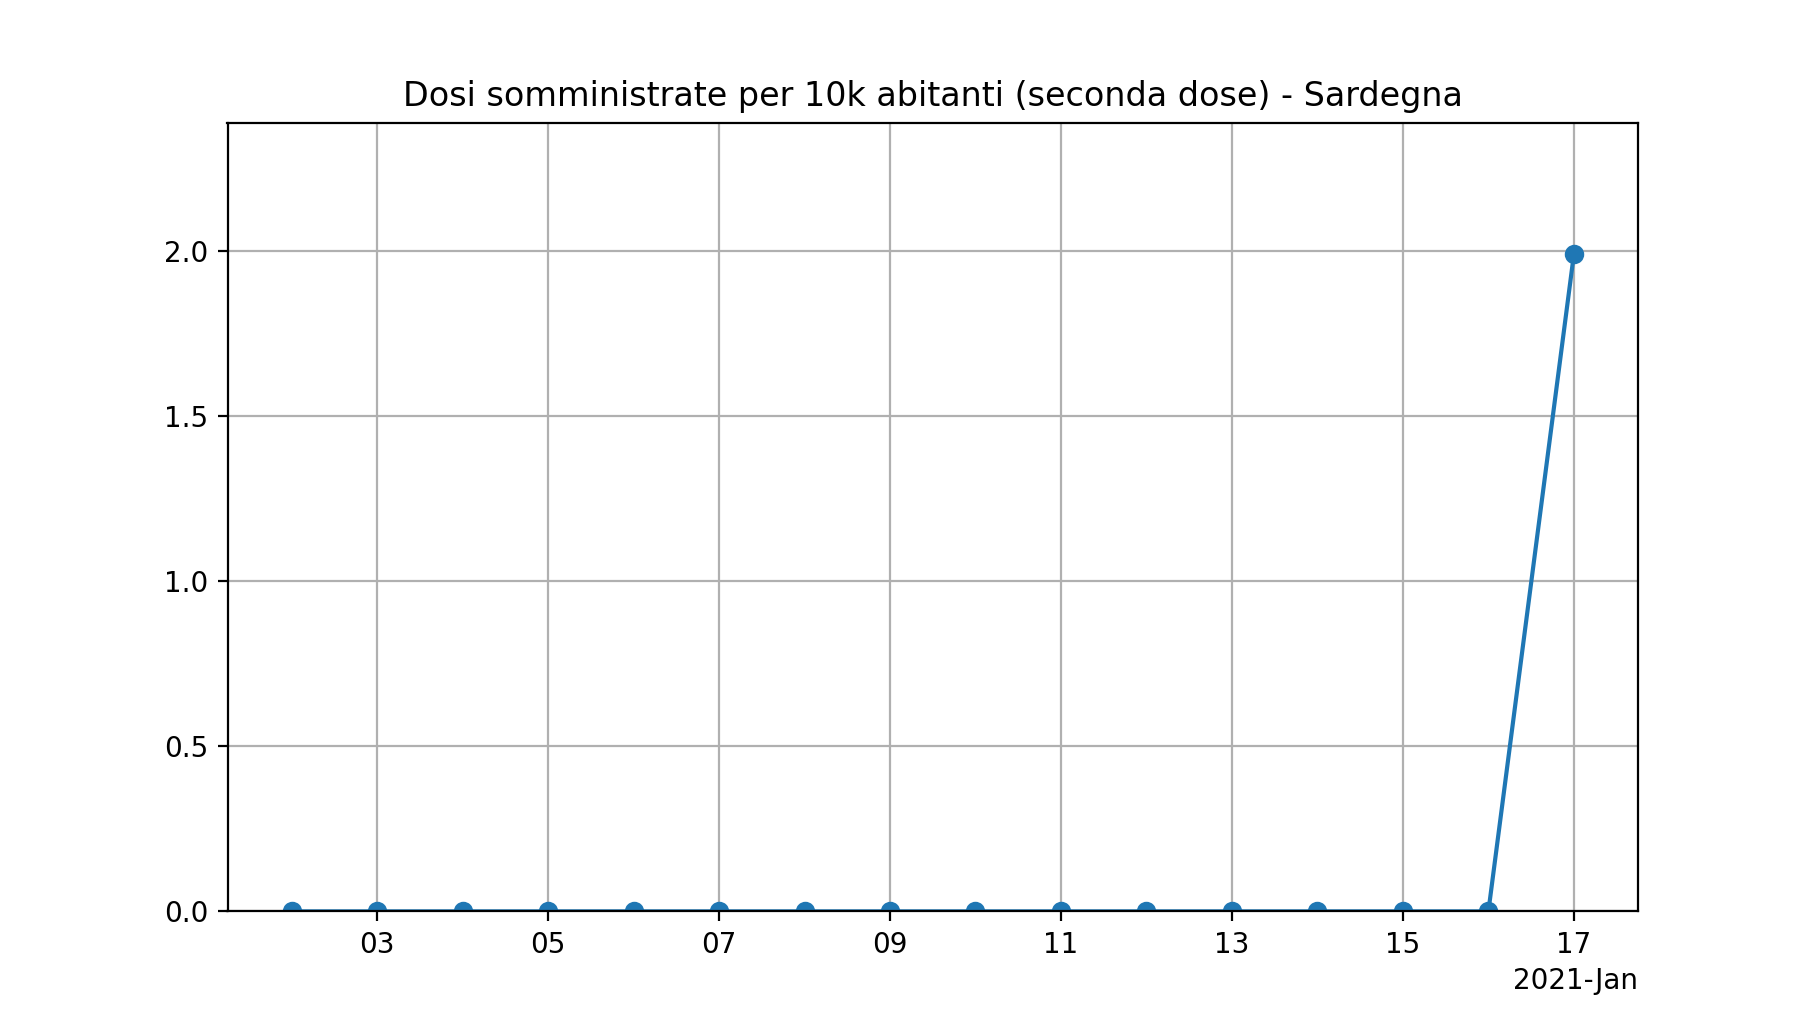 Dosi somministrate per 10k abitanti (seconda dose) - Sardegna
2.0
1.5
1.0
0.5
0.0
03 05 07 09 11 13 15 17
2021-Jan